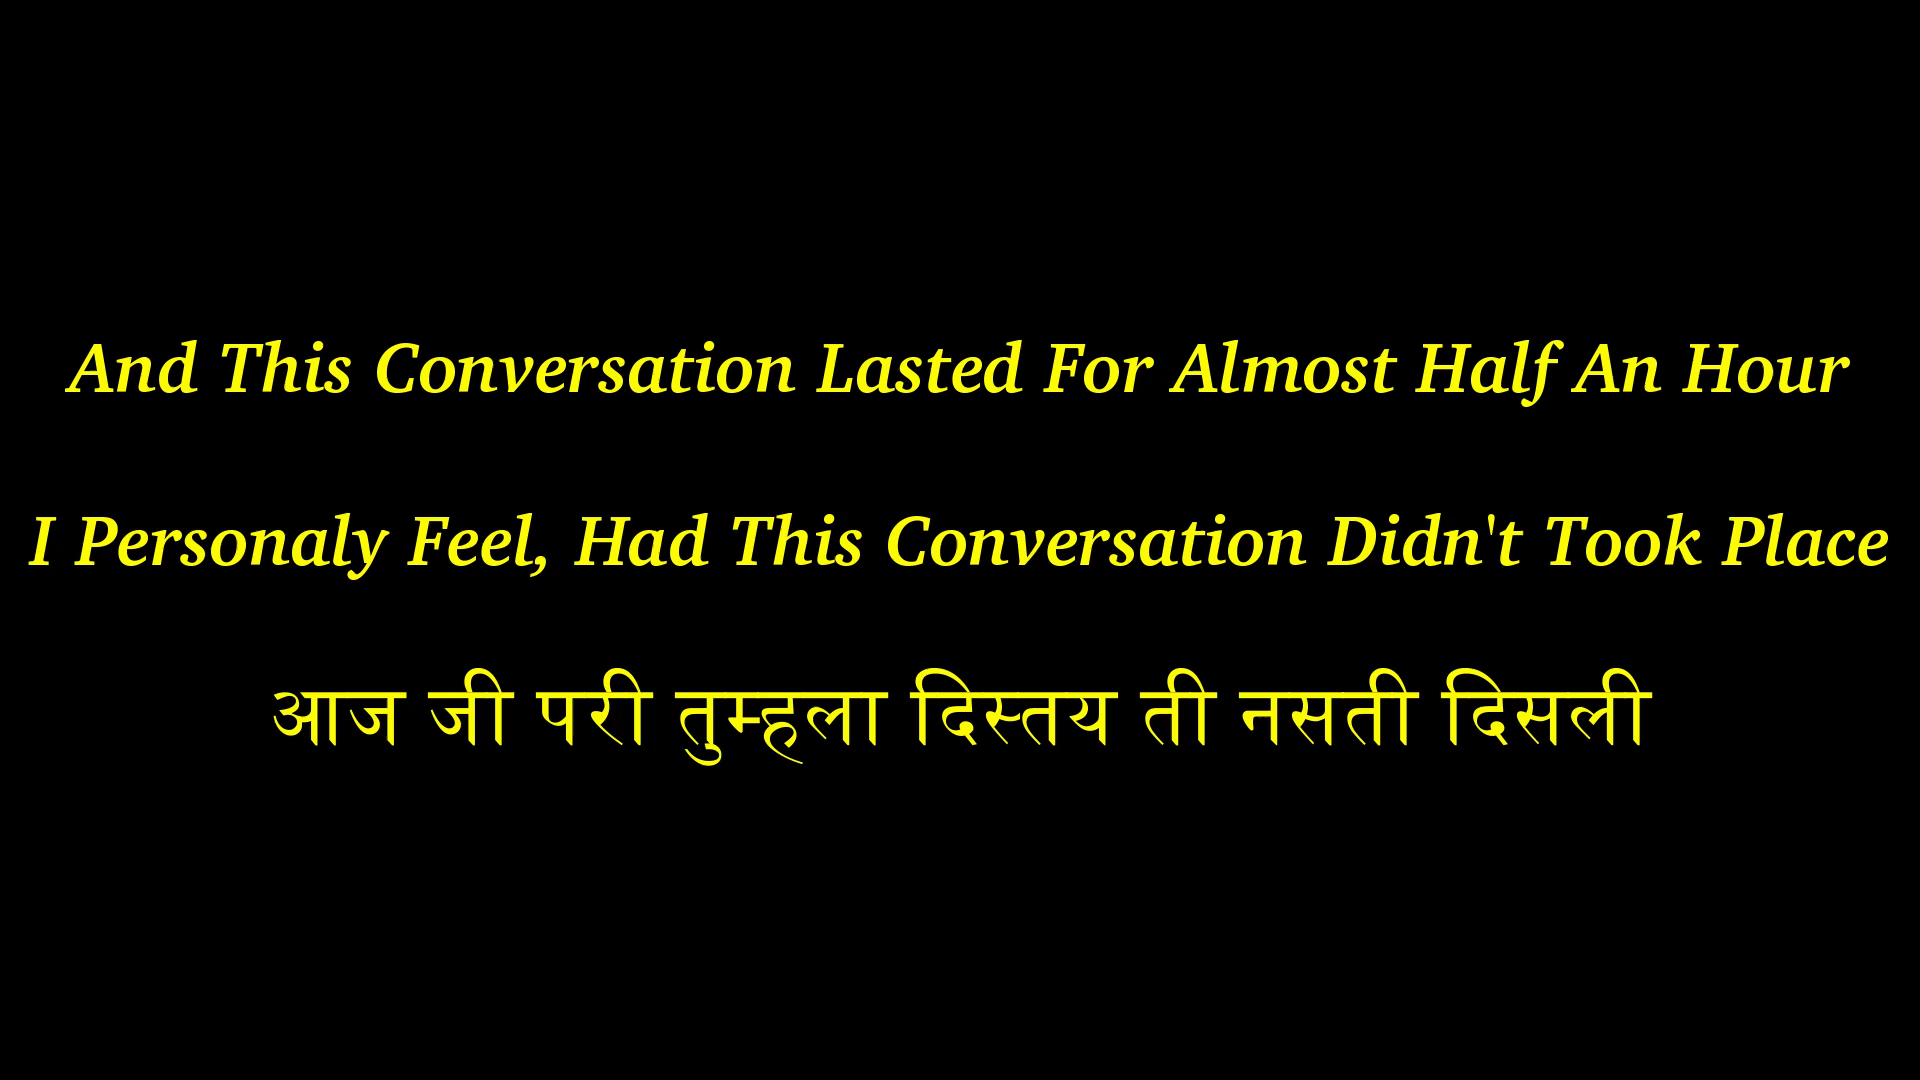 And This Conversation Lasted For Almost Half An Hour
I Personaly Feel, Had This Conversation Didn't Took Place
आज जी परी तुम्हला दिस्तय ती नसती दिसली